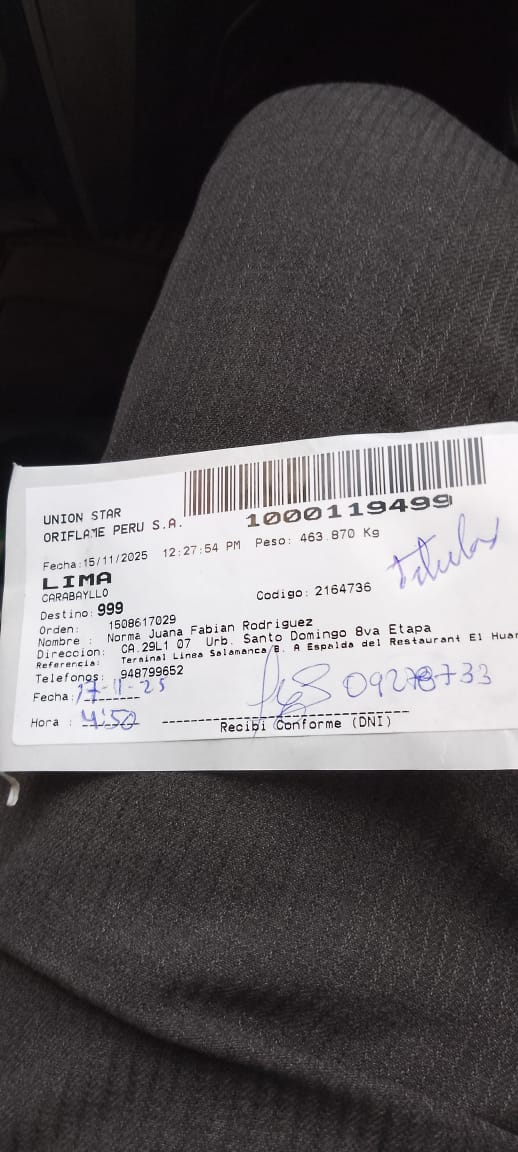 UNION STAR
ORIFLAME PERU S.A.
1000119499
Fecha:15/11/2025 12:27:54 PM Peso: 463.870 Kg
LIMA
CARABAYLLO
titular
Destino: 999
Codigo: 2164736
Orden: 1508617029
Nombre : Norma Juana Fabian Rodriguez
Direccion: CA.29L1 07 Urb. Santo Domingo 8va Etapa
Referencia: Terainal Linea Salamanca B. A Espalda del Restaurant El Huar
Telefonos: 948799652
Fecha: 17-11-25
Hora : 4:50
Recibi Conforme (DNI)